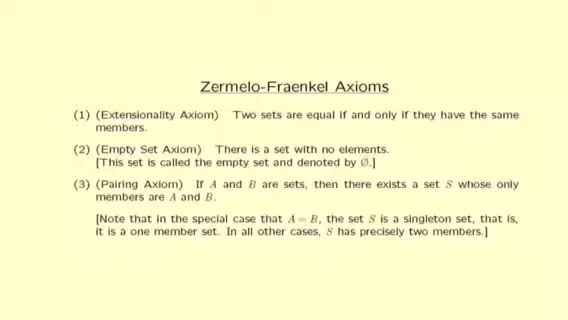 Zermelo-Fraenkel Axioms
(1) (Extensionality Axiom) Two sets are equal if and only if they have the same
members.
(2) (Empty Set Axiom) There is a set with no elements.
[This set is called the empty set and denoted by Ø.]
(3) (Pairing Axiom) If A and B are sets, then there exists a set S whose only
members are A and B.
[Note that in the special case that A = B, the set S is a singleton set, that is,
it is a one member set. In all other cases, S has precisely two members.]